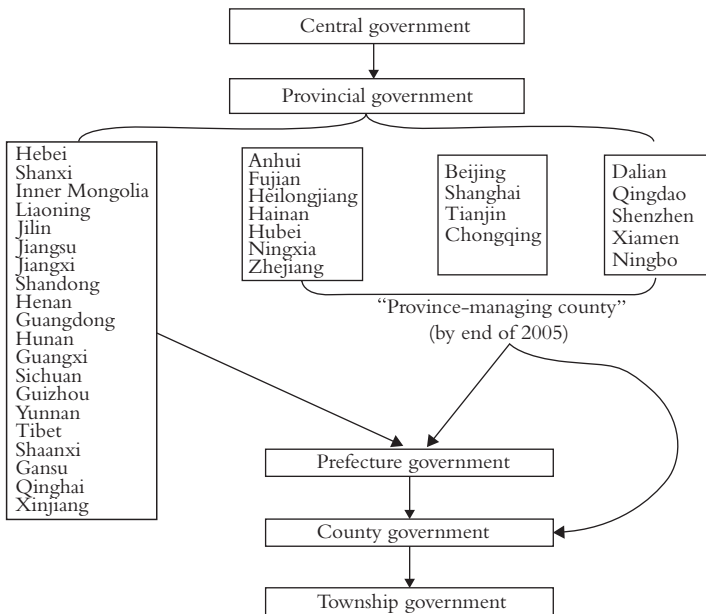 Central government
Provincial government
Hebei
Shanxi
Inner Mongolia
Liaoning
Jilin
Jiangsu
Jiangxi
Shandong
Henan
Guangdong
Hunan
Guangxi
Sichuan
Guizhou
Yunnan
Tibet
Shaanxi
Gansu
Qinghai
Xinjiang
Anhui
Fujian
Heilongjiang
Hainan
Hubei
Ningxia
Zhejiang
Beijing
Shanghai
Tianjin
Chongqing
Dalian
Qingdao
Shenzhen
Xiamen
Ningbo
“Province-managing county”
(by end of 2005)
Prefecture government
County government
Township government